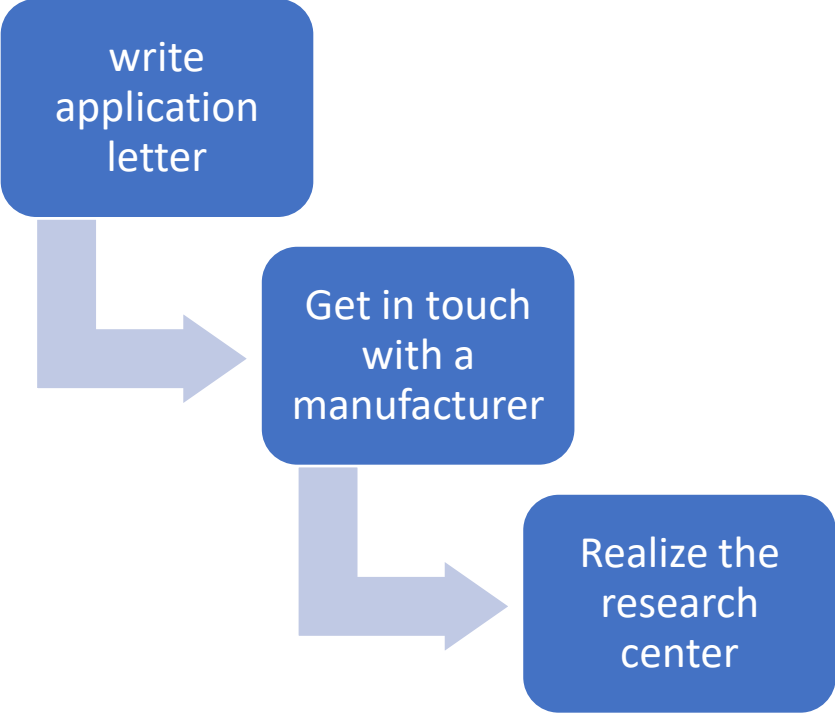 write
application
letter
Get in touch
with a
manufacturer
Realize the
research
center